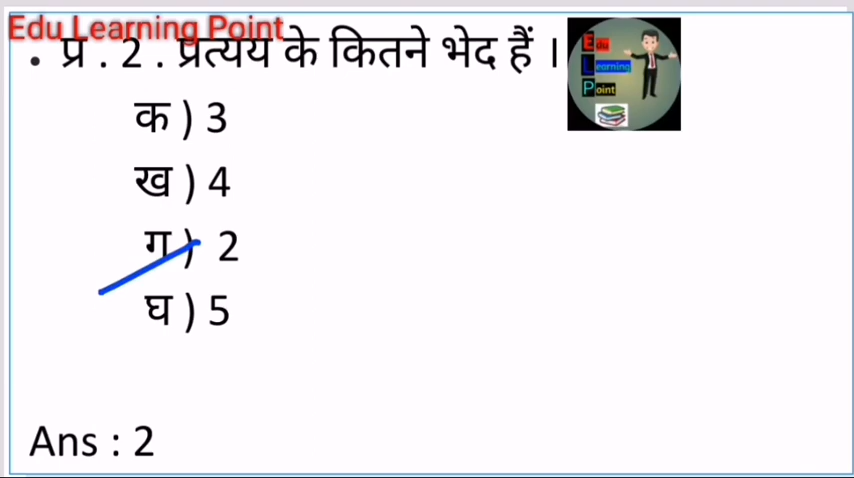 Edu Learning Point
• प्र . 2 . प्रत्यय के कितने भेद हैं ।
Edu
Learning
Point
क ) 3
ख ) 4
ग ) 2
घ ) 5
Ans : 2